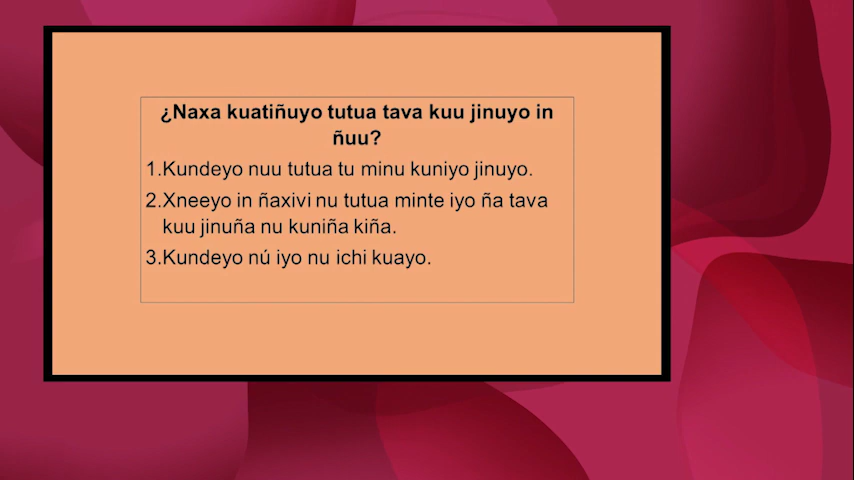 ¿Naxa kuatiñuyo tutua tava kuu jinuyo in
ñuu?
1.Kundeyo nuu tutua tu minu kuniyo jinuyo.
2.Xneeyo in ñaxivi nu tutua minte iyo ña tava
kuu jinuña nu kuniña kiña.
3.Kundeyo nú iyo nu ichi kuayo.